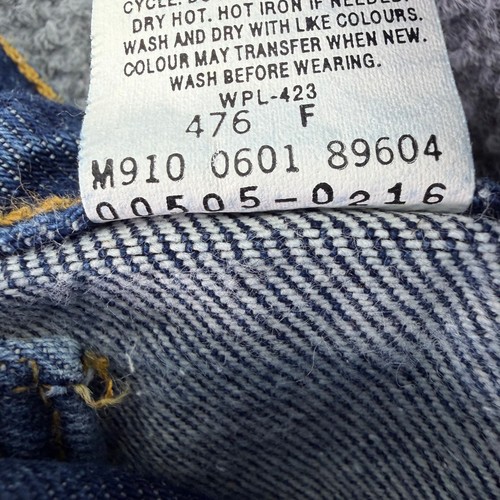 DRY HOT. HOT IRON IF NEEDED.
WASH AND DRY WITH LIKE COLOURS.
COLOUR MAY TRANSFER WHEN NEW.
WASH BEFORE WEARING.
WPL-423
476 F
M910 0601 89604
00505-0216